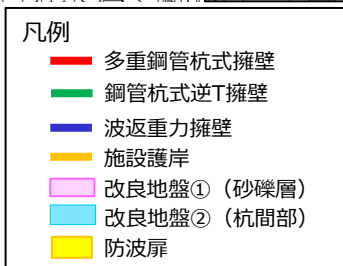 凡例
多重鋼管杭式擁壁
鋼管杭式逆T擁壁
波返重力擁壁
施設護岸
改良地盤①（砂礫層）
改良地盤②（杭間部）
防波扉